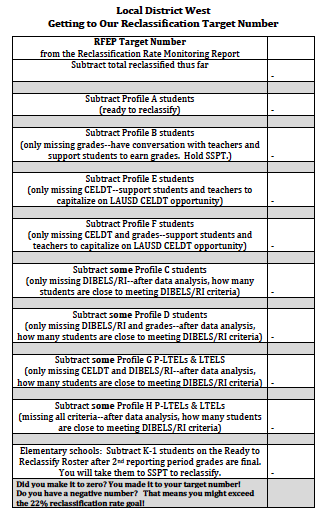 Local District West
Getting to Our Reclassification Target Number
RFEP Target Number
from the Reclassification Rate Monitoring Report
Subtract total reclassified thus far
-
Subtract Profile A students
(ready to reclassify)
-
Subtract Profile B students
(only missing grades--have conversation with teachers and
support students to earn grades. Hold SSPT.)
-
Subtract Profile E students
(only missing CELDT--support students and teachers to
capitalize on LAUSD CELDT opportunity)
-
Subtract Profile F students
(only missing CELDT and grades--support students and
teachers to capitalize on LAUSD CELDT opportunity)
-
Subtract some Profile C students
(only missing DIBELS/RI--after data analysis, how many
students are close to meeting DIBELS/RI criteria)
-
Subtract some Profile D students
(only missing DIBELS/RI and grades--after data analysis,
how many students are close to meeting DIBELS/RI criteria)
-
Subtract some Profile G P-LTELs & LTELS
(only missing CELDT and DIBELS/RI--after data analysis,
how many students are close to meeting DIBELS/RI criteria)
-
Subtract some Profile H P-LTELs & LTELs
(missing all criteria--after data analysis, how many students
are close to meeting DIBELS/RI criteria)
-
Elementary schools: Subtract K-1 students on the Ready to
Reclassify Roster after 2nd reporting period grades are final.
You will take them to SSPT to reclassify.
-
Did you make it to zero? You made it to your target number!
Do you have a negative number? That means you might exceed
the 22% reclassification rate goal!